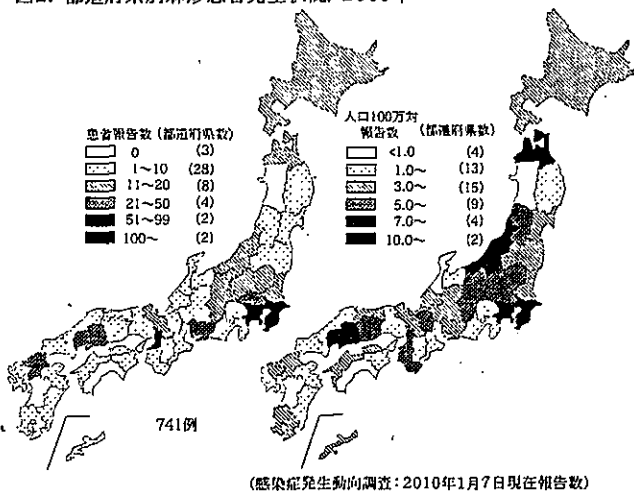 患者報告数 (都道府県数)
0 (3)
1～10 (28)
11～20 (8)
21～50 (4)
51～99 (2)
100～ (2)
人口100万対
報告数 (都道府県数)
<1.0 (4)
1.0～ (13)
3.0～ (15)
5.0～ (9)
7.0～ (4)
10.0～ (2)
741例
(感染症発生動向調査：2010年1月7日現在報告数)